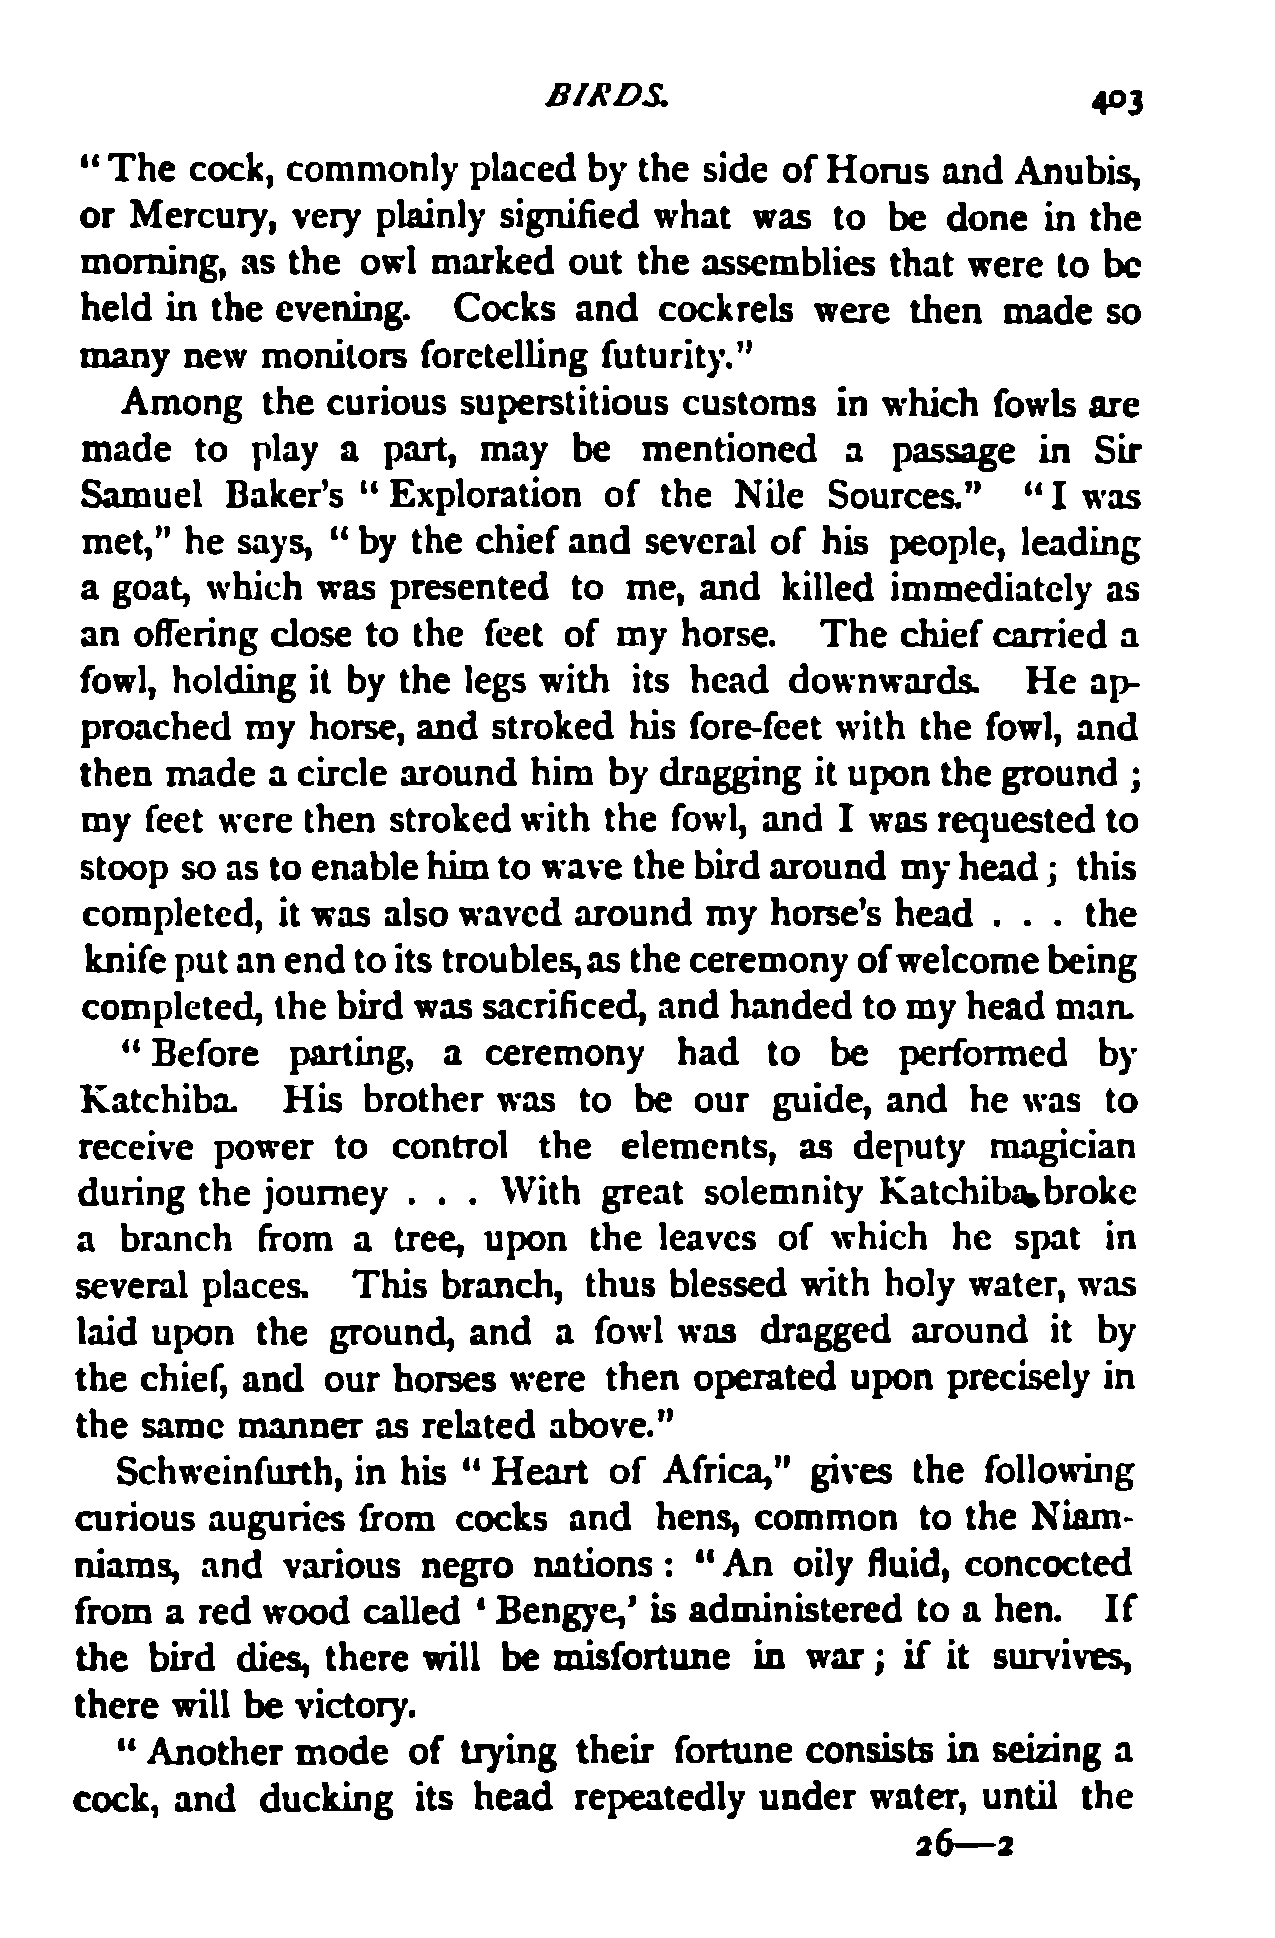 BIRDS. 403
"The cock, commonly placed by the side of Horus and Anubis,
or Mercury, very plainly signified what was to be done in the
morning, as the owl marked out the assemblies that were to be
held in the evening. Cocks and cockrels were then made so
many new monitors foretelling futurity."
Among the curious superstitious customs in which fowls are
made to play a part, may be mentioned a passage in Sir
Samuel Baker's "Exploration of the Nile Sources." "I was
met," he says, "by the chief and several of his people, leading
a goat, which was presented to me, and killed immediately as
an offering close to the feet of my horse. The chief carried a
fowl, holding it by the legs with its head downwards. He ap-
proached my horse, and stroked his fore-feet with the fowl, and
then made a circle around him by dragging it upon the ground ;
my feet were then stroked with the fowl, and I was requested to
stoop so as to enable him to wave the bird around my head ; this
completed, it was also waved around my horse's head . . . the
knife put an end to its troubles, as the ceremony of welcome being
completed, the bird was sacrificed, and handed to my head man.
"Before parting, a ceremony had to be performed by
Katchiba. His brother was to be our guide, and he was to
receive power to control the elements, as deputy magician
during the journey . . . With great solemnity Katchiba broke
a branch from a tree, upon the leaves of which he spat in
several places. This branch, thus blessed with holy water, was
laid upon the ground, and a fowl was dragged around it by
the chief, and our horses were then operated upon precisely in
the same manner as related above."
Schweinfurth, in his "Heart of Africa," gives the following
curious auguries from cocks and hens, common to the Niam-
niams, and various negro nations : "An oily fluid, concocted
from a red wood called 'Bengye,' is administered to a hen. If
the bird dies, there will be misfortune in war ; if it survives,
there will be victory.
"Another mode of trying their fortune consists in seizing a
cock, and ducking its head repeatedly under water, until the
26—2